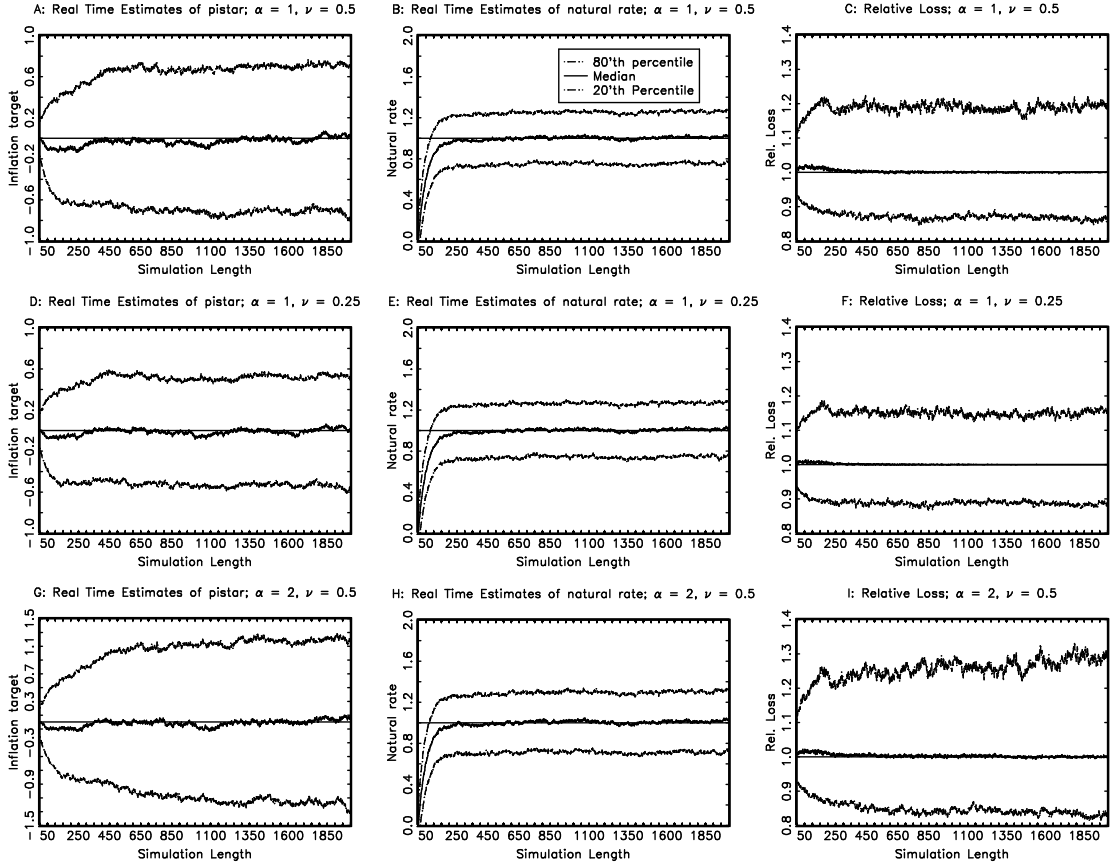 A: Real Time Estimates of pistar; α = 1, ν = 0.5
B: Real Time Estimates of natural rate; α = 1, ν = 0.5
C: Relative Loss; α = 1, ν = 0.5
Inflation target
-1.0 -0.6 -0.2 0.2 0.6 1.0
50 250 450 650 850 1100 1350 1600 1850
Simulation Length
Natural rate
0.0 0.4 0.8 1.2 1.6 2.0
80'th percentile
Median
20'th Percentile
50 250 450 650 850 1100 1350 1600 1850
Simulation Length
Rel. Loss
0.8 0.9 1.0 1.1 1.2 1.3 1.4
50 250 450 650 850 1100 1350 1600 1850
Simulation Length
D: Real Time Estimates of pistar; α = 1, ν = 0.25
E: Real Time Estimates of natural rate; α = 1, ν = 0.25
F: Relative Loss; α = 1, ν = 0.25
Inflation target
-1.0 -0.6 -0.2 0.2 0.6 1.0
50 250 450 650 850 1100 1350 1600 1850
Simulation Length
Natural rate
0.0 0.4 0.8 1.2 1.6 2.0
50 250 450 650 850 1100 1350 1600 1850
Simulation Length
Rel. Loss
0.8 0.9 1.0 1.1 1.2 1.3 1.4
50 250 450 650 850 1100 1350 1600 1850
Simulation Length
G: Real Time Estimates of pistar; α = 2, ν = 0.5
H: Real Time Estimates of natural rate; α = 2, ν = 0.5
I: Relative Loss; α = 2, ν = 0.5
Inflation target
-1.5 -0.9 -0.3 0.3 0.7 1.1 1.5
50 250 450 650 850 1100 1350 1600 1850
Simulation Length
Natural rate
0.0 0.4 0.8 1.2 1.6 2.0
50 250 450 650 850 1100 1350 1600 1850
Simulation Length
Rel. Loss
0.8 0.9 1.0 1.1 1.2 1.3 1.4
50 250 450 650 850 1100 1350 1600 1850
Simulation Length